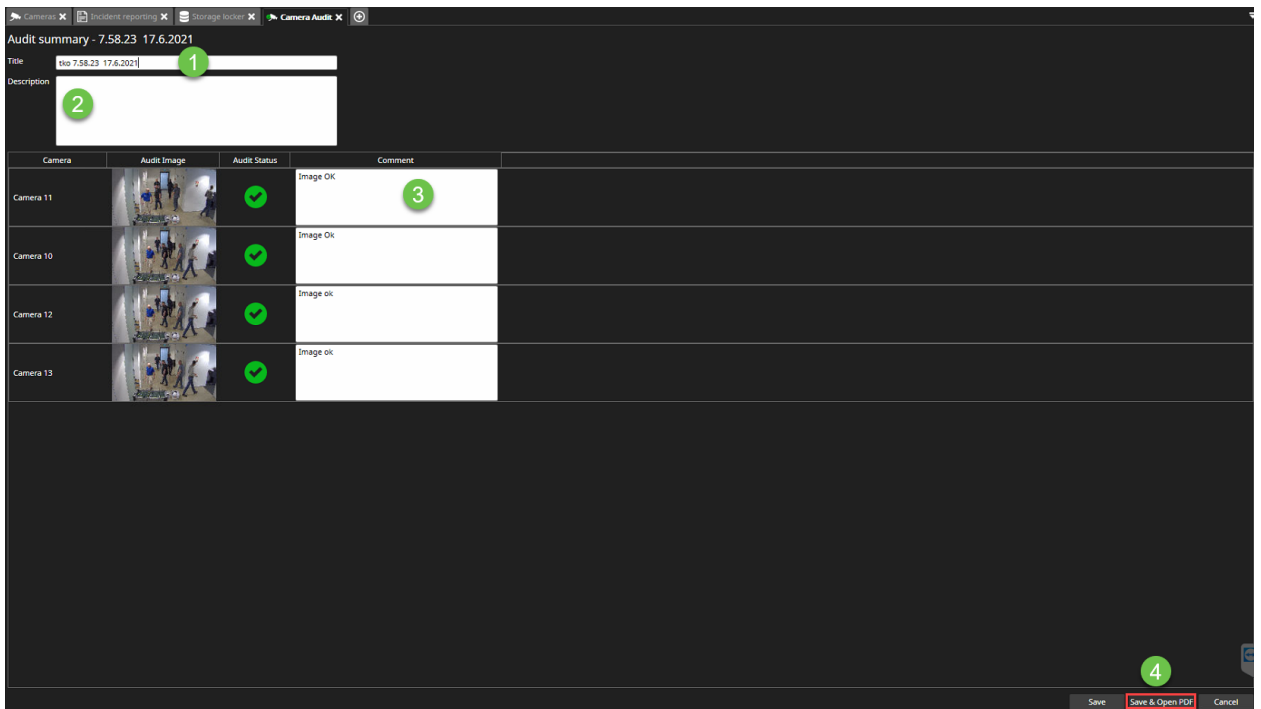 Cameras Incident reporting Storage locker Camera Audit
Audit summary - 7.58.23 17.6.2021
Title tko 7.58.23 17.6.2021 1
Description
2
Camera Audit Image Audit Status Comment
Image OK
Camera 11 3
Image Ok
Camera 10
Image ok
Camera 12
Image ok
Camera 13
4
Save Save & Open PDF Cancel